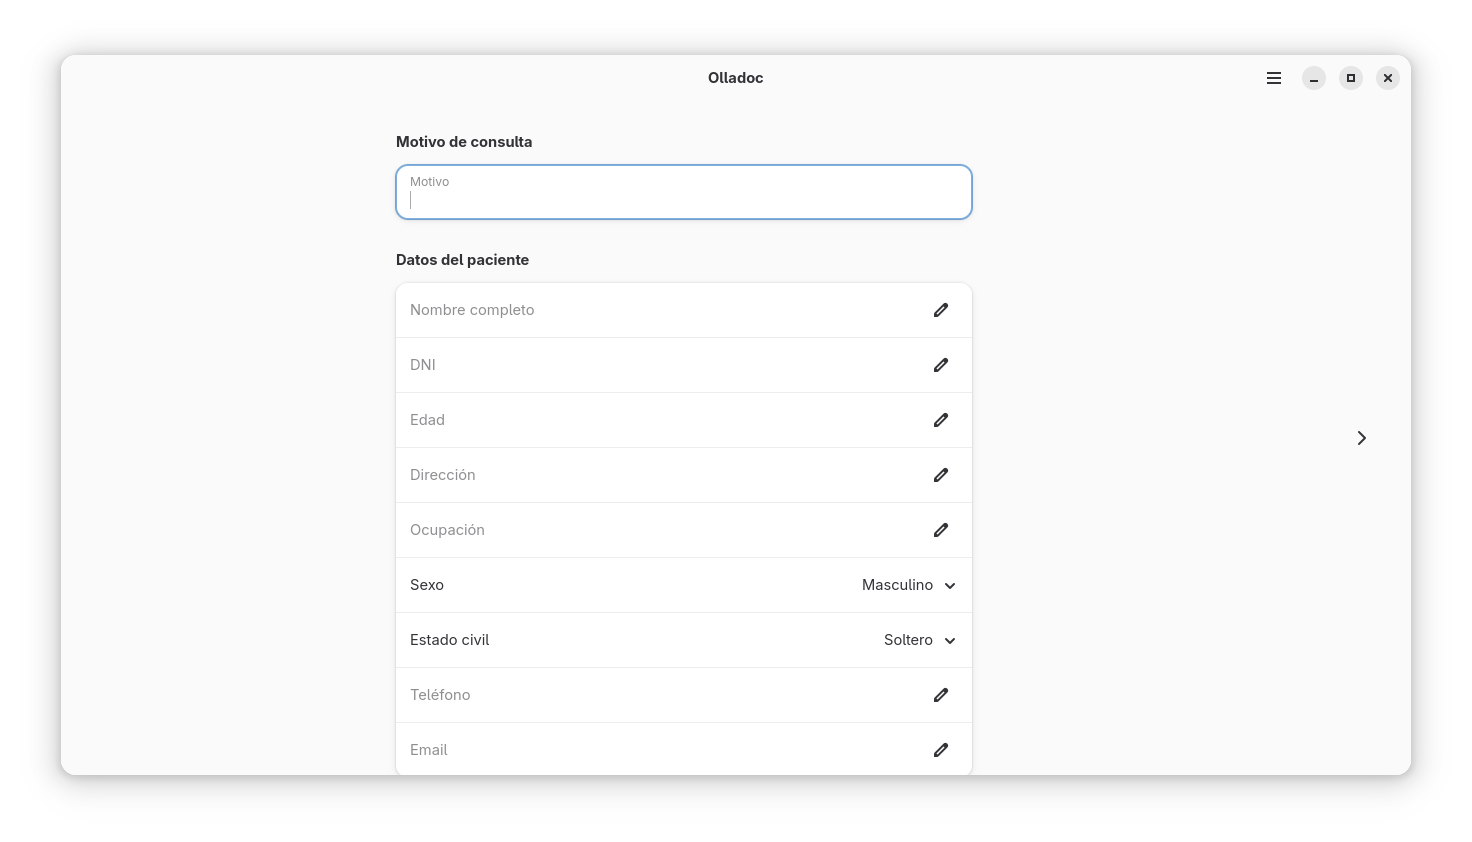 Olladoc
Motivo de consulta
Motivo
Datos del paciente
Nombre completo
DNI
Edad
Dirección
Ocupación
Sexo Masculino
Estado civil Soltero
Teléfono
Email